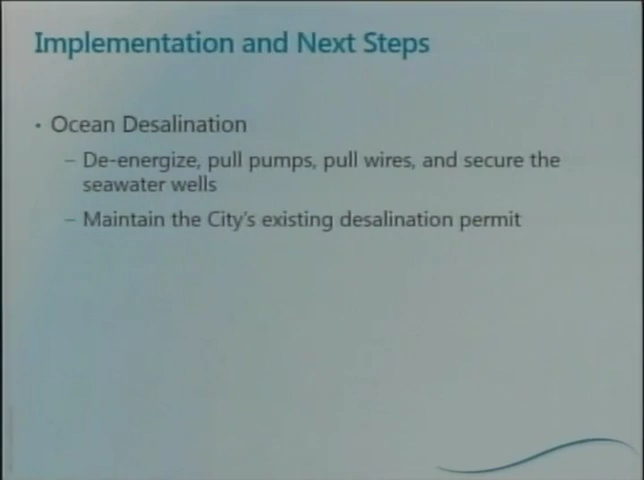 Implementation and Next Steps
• Ocean Desalination
– De-energize, pull pumps, pull wires, and secure the
seawater wells
– Maintain the City's existing desalination permit